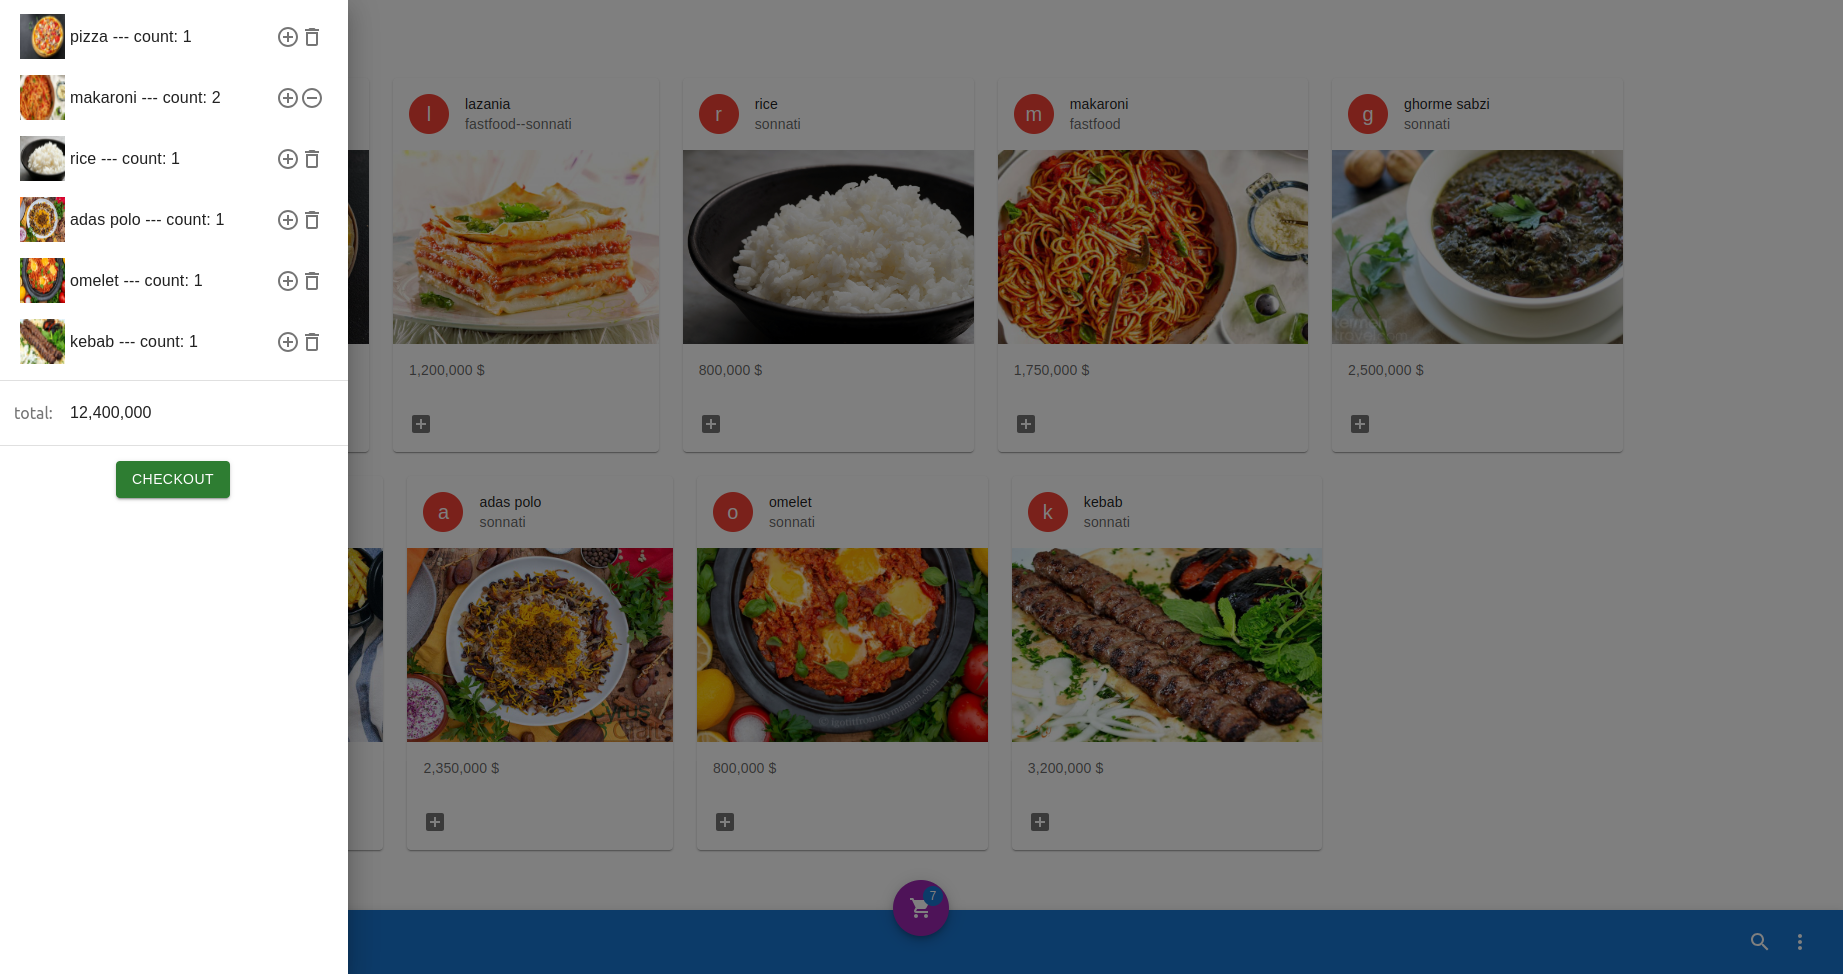 pizza --- count: 1
makaroni --- count: 2
rice --- count: 1
adas polo --- count: 1
omelet --- count: 1
kebab --- count: 1
total: 12,400,000
CHECKOUT
l
lazania
fastfood--sonnati
1,200,000 $
r
rice
sonnati
800,000 $
m
makaroni
fastfood
1,750,000 $
g
ghorme sabzi
sonnati
2,500,000 $
a
adas polo
sonnati
2,350,000 $
o
omelet
sonnati
800,000 $
k
kebab
sonnati
3,200,000 $
7